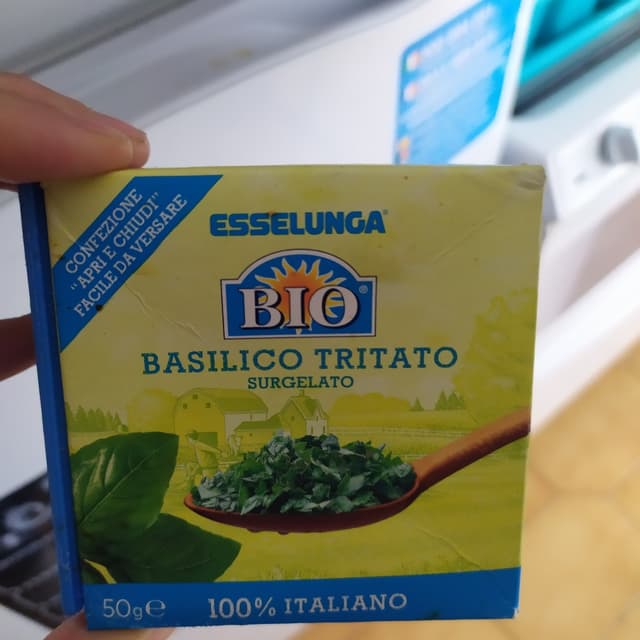 CONFEZIONE
"APRI E CHIUDI"
FACILE DA VERSARE
ESSELUNGA®
BIO®
BASILICO TRITATO
SURGELATO
50g e
100% ITALIANO